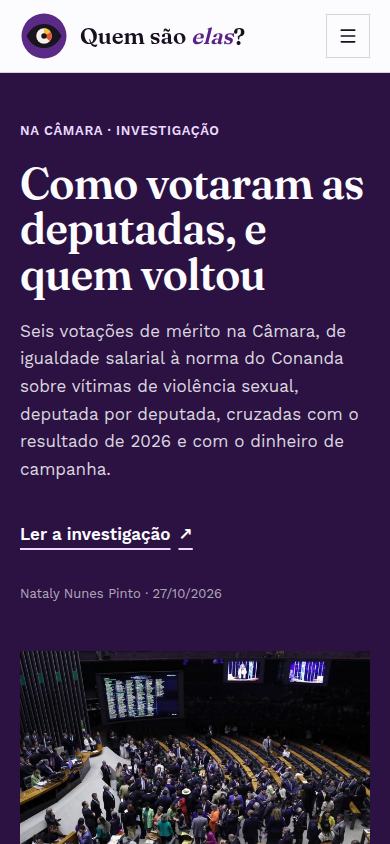 Quem são elas?
☰
NA CÂMARA · INVESTIGAÇÃO
Como votaram as
deputadas, e
quem voltou
Seis votações de mérito na Câmara, de
igualdade salarial à norma do Conanda
sobre vítimas de violência sexual,
deputada por deputada, cruzadas com o
resultado de 2026 e com o dinheiro de
campanha.
Ler a investigação ↗
Nataly Nunes Pinto · 27/10/2026